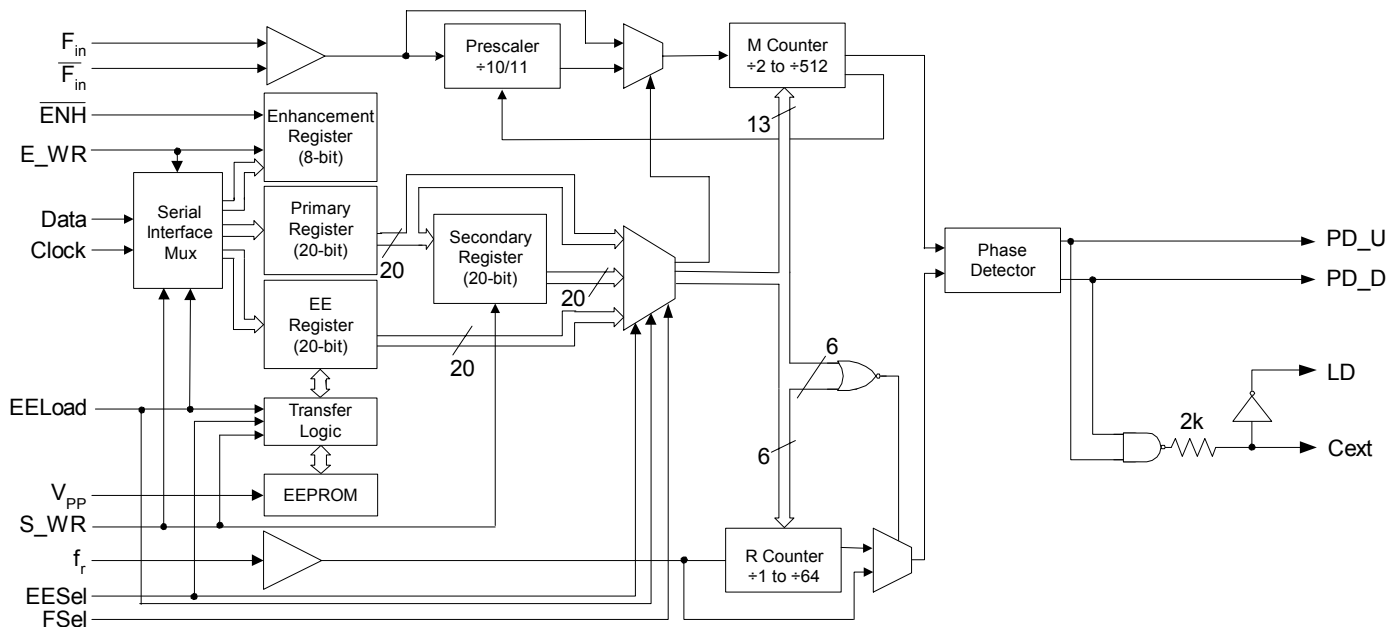 F_in
F̅_i̅n̅
Prescaler
÷10/11
M Counter
÷2 to ÷512
13
E̅N̅H̅
E_WR
Enhancement
Register
(8-bit)
Data
Clock
Serial
Interface
Mux
Primary
Register
(20-bit)
20
Secondary
Register
(20-bit)
20
EE
Register
(20-bit)
20
Phase
Detector
PD_U
PD_D
6
6
LD
2k
Cext
EELoad
Transfer
Logic
V_PP
EEPROM
S_WR
f_r
R Counter
÷1 to ÷64
EESel
FSel